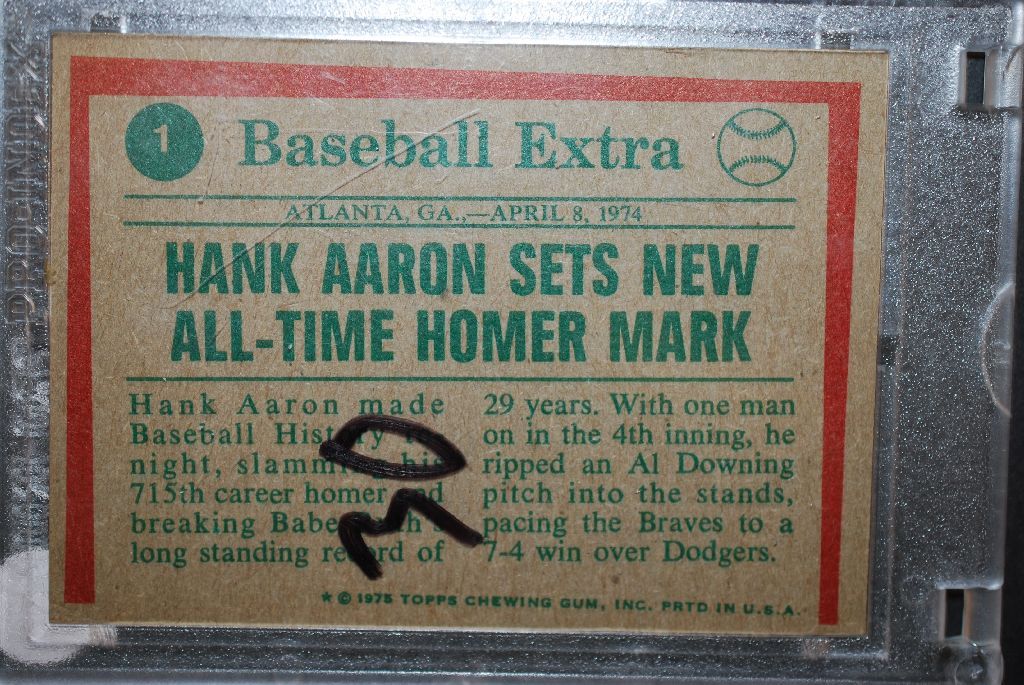 1 Baseball Extra
ATLANTA, GA.,—APRIL 8, 1974
HANK AARON SETS NEW
ALL-TIME HOMER MARK
Hank Aaron made
Baseball
night, his
715th career homer
breaking
long standing of
29 years. With one man
on in the 4th inning, he
ripped an Al Downing
pitch into the stands,
pacing the Braves to a
7-4 win over Dodgers.
* © 1975 TOPPS CHEWING GUM, INC. PRTD IN U.S.A.